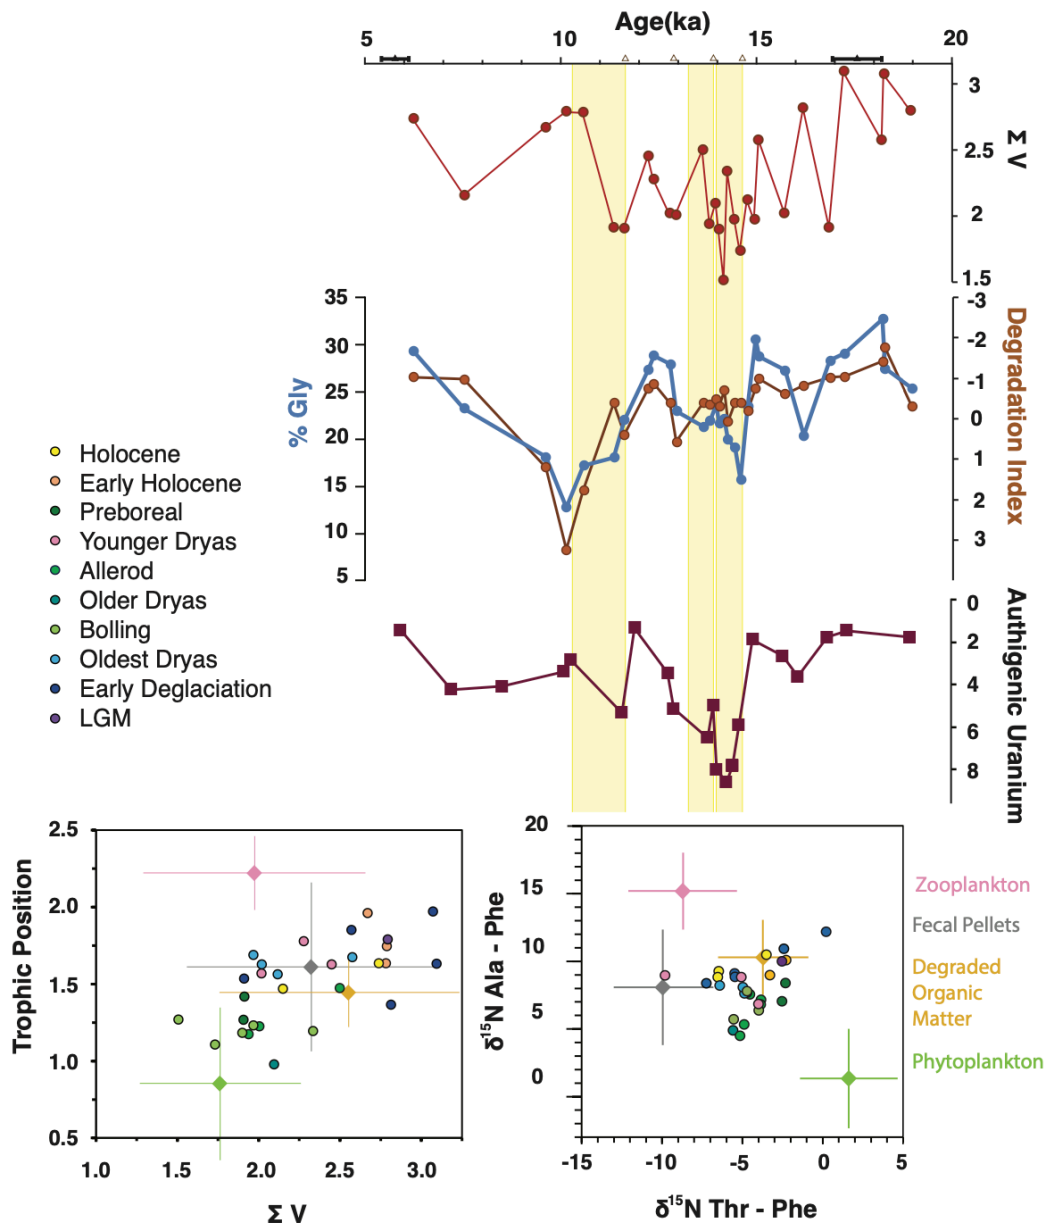 Age(ka)
5 10 15 20
3
2.5
2
1.5
Σ V
35
30
25
20
15
10
5
% Gly
-3
-2
-1
0
1
2
3
Degradation Index
Holocene
Early Holocene
Preboreal
Younger Dryas
Allerod
Older Dryas
Bolling
Oldest Dryas
Early Deglaciation
LGM
0
2
4
6
8
Authigenic Uranium
2.5
2.0
1.5
1.0
0.5
Trophic Position
1.0 1.5 2.0 2.5 3.0
Σ V
20
15
10
5
0
δ¹⁵N Ala - Phe
-15 -10 -5 0 5
δ¹⁵N Thr - Phe
Zooplankton
Fecal Pellets
Degraded
Organic
Matter
Phytoplankton